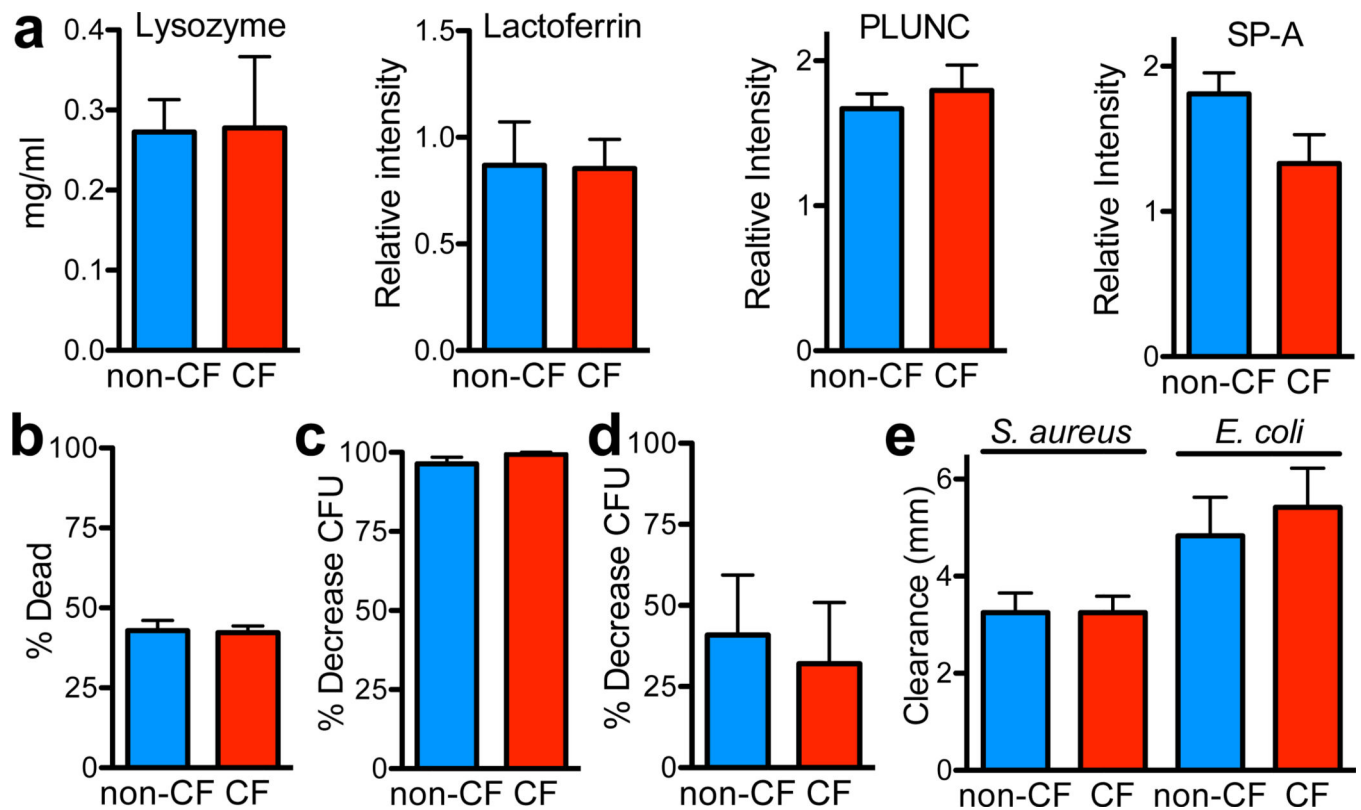 a
Lysozyme
mg/ml
0.4
0.3
0.2
0.1
0.0
non-CF CF
Lactoferrin
Relative intensity
1.5
1.0
0.5
0.0
non-CF CF
PLUNC
Realtive Intensity
2
1
0
non-CF CF
SP-A
Relative Intensity
2
1
0
non-CF CF
b
% Dead
100
75
50
25
0
non-CF CF
c
% Decrease CFU
100
75
50
25
0
non-CF CF
d
% Decrease CFU
100
75
50
25
0
non-CF CF
e
S. aureus
E. coli
Clearance (mm)
6
4
2
0
non-CF CF non-CF CF